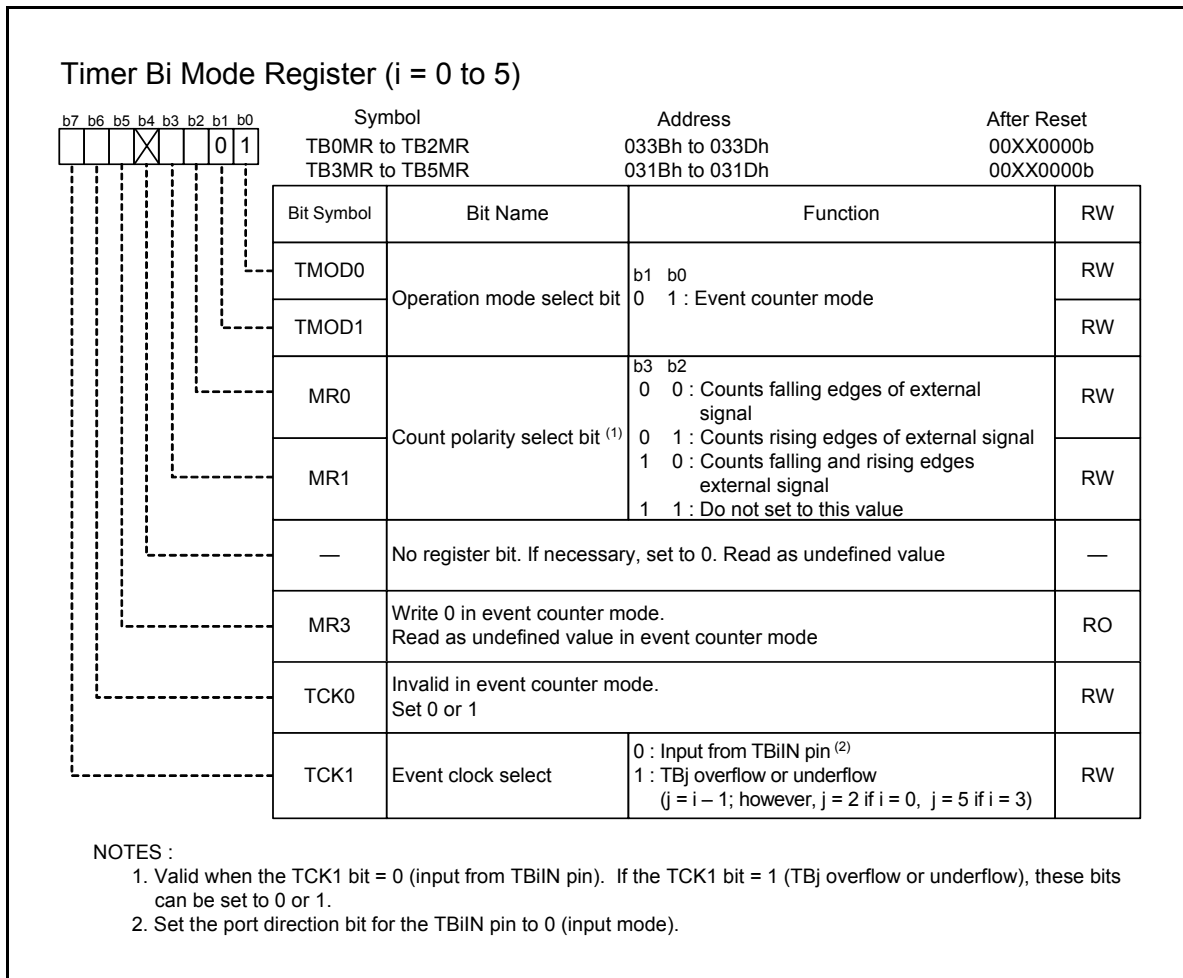 Timer Bi Mode Register (i = 0 to 5)
b7 b6 b5 b4 b3 b2 b1 b0
0 1
Symbol Address After Reset
TB0MR to TB2MR 033Bh to 033Dh 00XX0000b
TB3MR to TB5MR 031Bh to 031Dh 00XX0000b
Bit Symbol Bit Name Function RW
TMOD0 RW
Operation mode select bit
b1 b0
0 1 : Event counter mode
TMOD1 RW
MR0 RW
Count polarity select bit (1)
b3 b2
0 0 : Counts falling edges of external
signal
0 1 : Counts rising edges of external signal
1 0 : Counts falling and rising edges
external signal
1 1 : Do not set to this value
MR1 RW
— No register bit. If necessary, set to 0. Read as undefined value —
MR3 RO
Write 0 in event counter mode.
Read as undefined value in event counter mode
TCK0 RW
Invalid in event counter mode.
Set 0 or 1
TCK1 Event clock select RW
0 : Input from TBiIN pin (2)
1 : TBj overflow or underflow
(j = i – 1; however, j = 2 if i = 0, j = 5 if i = 3)
NOTES :
1. Valid when the TCK1 bit = 0 (input from TBiIN pin). If the TCK1 bit = 1 (TBj overflow or underflow), these bits
can be set to 0 or 1.
2. Set the port direction bit for the TBiIN pin to 0 (input mode).